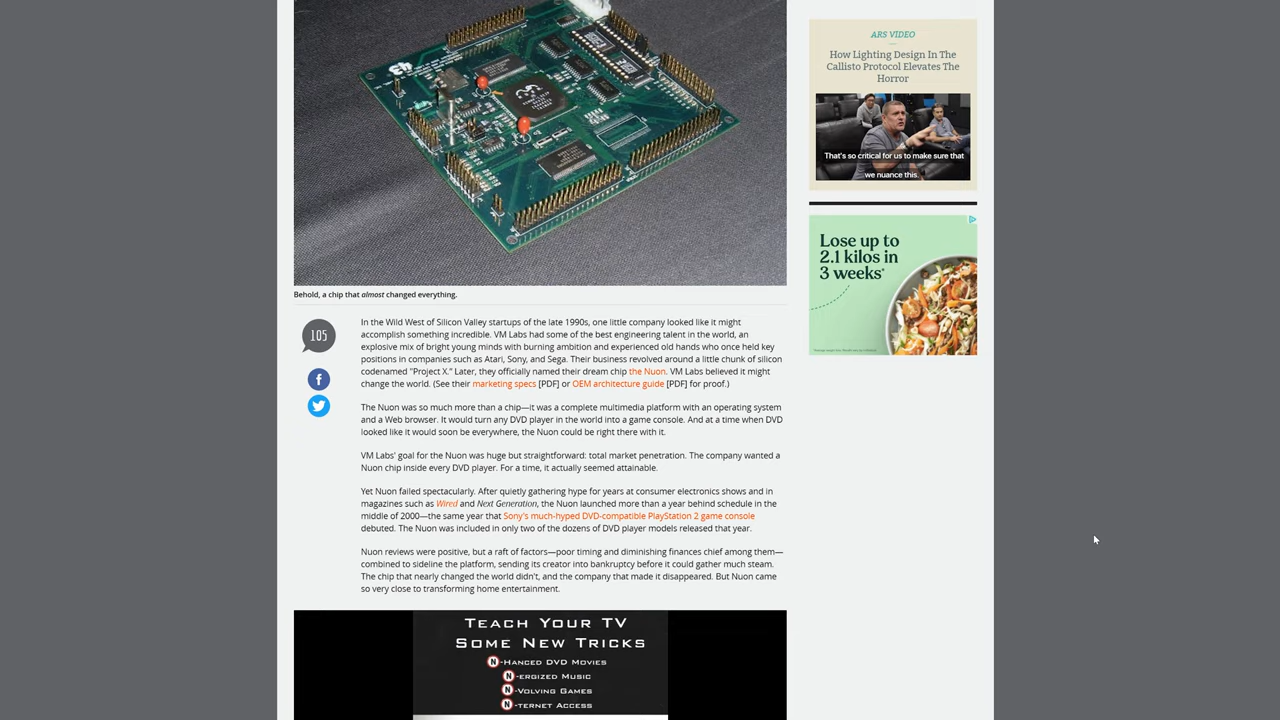 ARS VIDEO
How Lighting Design In The
Callisto Protocol Elevates The
Horror
That's so critical for us to make sure that
we nuance this.
Lose up to
2.1 kilos in
3 weeks*
Behold, a chip that almost changed everything.
105
In the Wild West of Silicon Valley startups of the late 1990s, one little company looked like it might
accomplish something incredible. VM Labs had some of the best engineering talent in the world, an
explosive mix of bright young minds with burning ambition and experienced old hands who once held key
positions in companies such as Atari, Sony, and Sega. Their business revolved around a little chunk of silicon
codenamed "Project X." Later, they officially named their dream chip the Nuon. VM Labs believed it might
change the world. (See their marketing specs [PDF] or OEM architecture guide [PDF] for proof.)
The Nuon was so much more than a chip—it was a complete multimedia platform with an operating system
and a Web browser. It would turn any DVD player in the world into a game console. And at a time when DVD
looked like it would soon be everywhere, the Nuon could be right there with it.
VM Labs' goal for the Nuon was huge but straightforward: total market penetration. The company wanted a
Nuon chip inside every DVD player. For a time, it actually seemed attainable.
Yet Nuon failed spectacularly. After quietly gathering hype for years at consumer electronics shows and in
magazines such as Wired and Next Generation, the Nuon launched more than a year behind schedule in the
middle of 2000—the same year that Sony's much-hyped DVD-compatible PlayStation 2 game console
debuted. The Nuon was included in only two of the dozens of DVD player models released that year.
Nuon reviews were positive, but a raft of factors—poor timing and diminishing finances chief among them—
combined to sideline the platform, sending its creator into bankruptcy before it could gather much steam.
The chip that nearly changed the world didn't, and the company that made it disappeared. But Nuon came
so very close to transforming home entertainment.
TEACH YOUR TV
SOME NEW TRICKS
N-HANCED DVD MOVIES
N-ERGIZED MUSIC
N-VOLVING GAMES
N-TERNET ACCESS